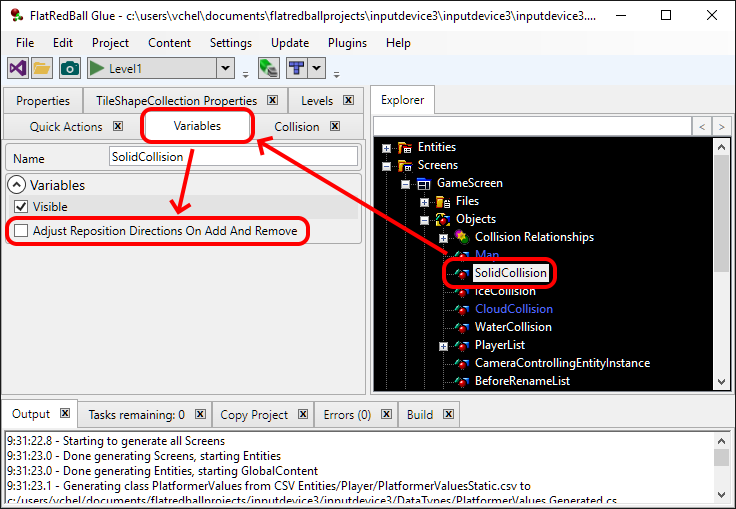 FlatRedBall Glue - c:\users\vchel\documents\flatredballprojects\inputdevice3\inputdevice3\inputdevice3....
File Edit Project Content Settings Update Plugins Help
Level1
Properties TileShapeCollection Properties Levels
Quick Actions Variables Collision
Name SolidCollision
Variables
Visible
Adjust Reposition Directions On Add And Remove
Explorer
Entities
Screens
GameScreen
Files
Objects
Collision Relationships
Map
SolidCollision
IceCollision
CloudCollision
WaterCollision
PlayerList
CameraControllingEntityInstance
BeforeRenameList
Output Tasks remaining: 0 Copy Project Errors (0) Build
9:31:22.8 - Starting to generate all Screens
9:31:23.0 - Done generating Screens, starting Entities
9:31:23.0 - Done generating Entities, starting GlobalContent
9:31:23.1 - Generating class PlatformerValues from CSV Entities/Player/PlatformerValuesStatic.csv to
c:/users/vchel/documents/flatredballprojects/inputdevice3/inputdevice3/DataTypes/PlatformerValues.Generated.cs